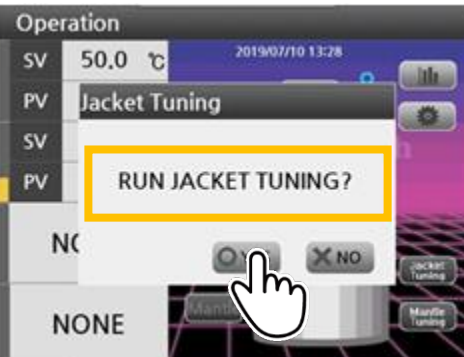 Operation
SV 50.0 ℃ 2019/07/10 13:28
PV Jacket Tuning
SV
PV RUN JACKET TUNING?
NO
Jacket
Tuning
NONE
Mantle
Tuning